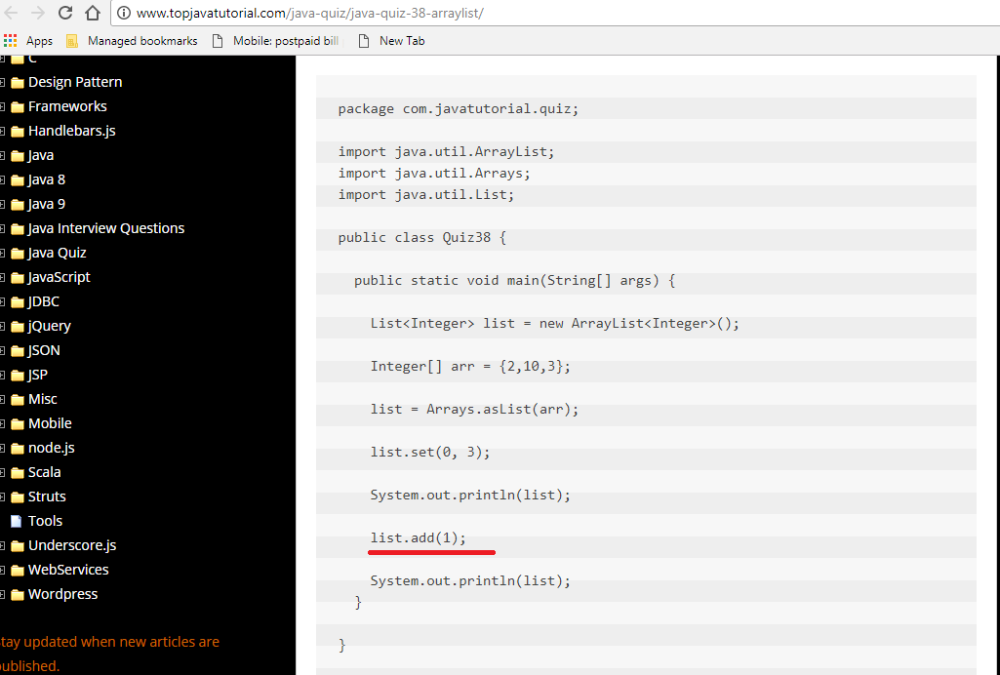 www.topjavatutorial.com/java-quiz/java-quiz-38-arraylist/
Apps Managed bookmarks Mobile: postpaid bill New Tab
C
Design Pattern
Frameworks
Handlebars.js
Java
Java 8
Java 9
Java Interview Questions
Java Quiz
JavaScript
JDBC
jQuery
JSON
JSP
Misc
Mobile
node.js
Scala
Struts
Tools
Underscore.js
WebServices
Wordpress
tay updated when new articles are
ublished.
package com.javatutorial.quiz;
import java.util.ArrayList;
import java.util.Arrays;
import java.util.List;
public class Quiz38 {
public static void main(String[] args) {
List<Integer> list = new ArrayList<Integer>();
Integer[] arr = {2,10,3};
list = Arrays.asList(arr);
list.set(0, 3);
System.out.println(list);
list.add(1);
System.out.println(list);
}
}